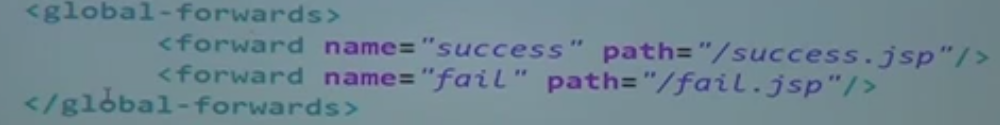 <global-forwards>
<forward name="success" path="/success.jsp"/>
<forward name="fail" path="/fail.jsp"/>
</global-forwards>